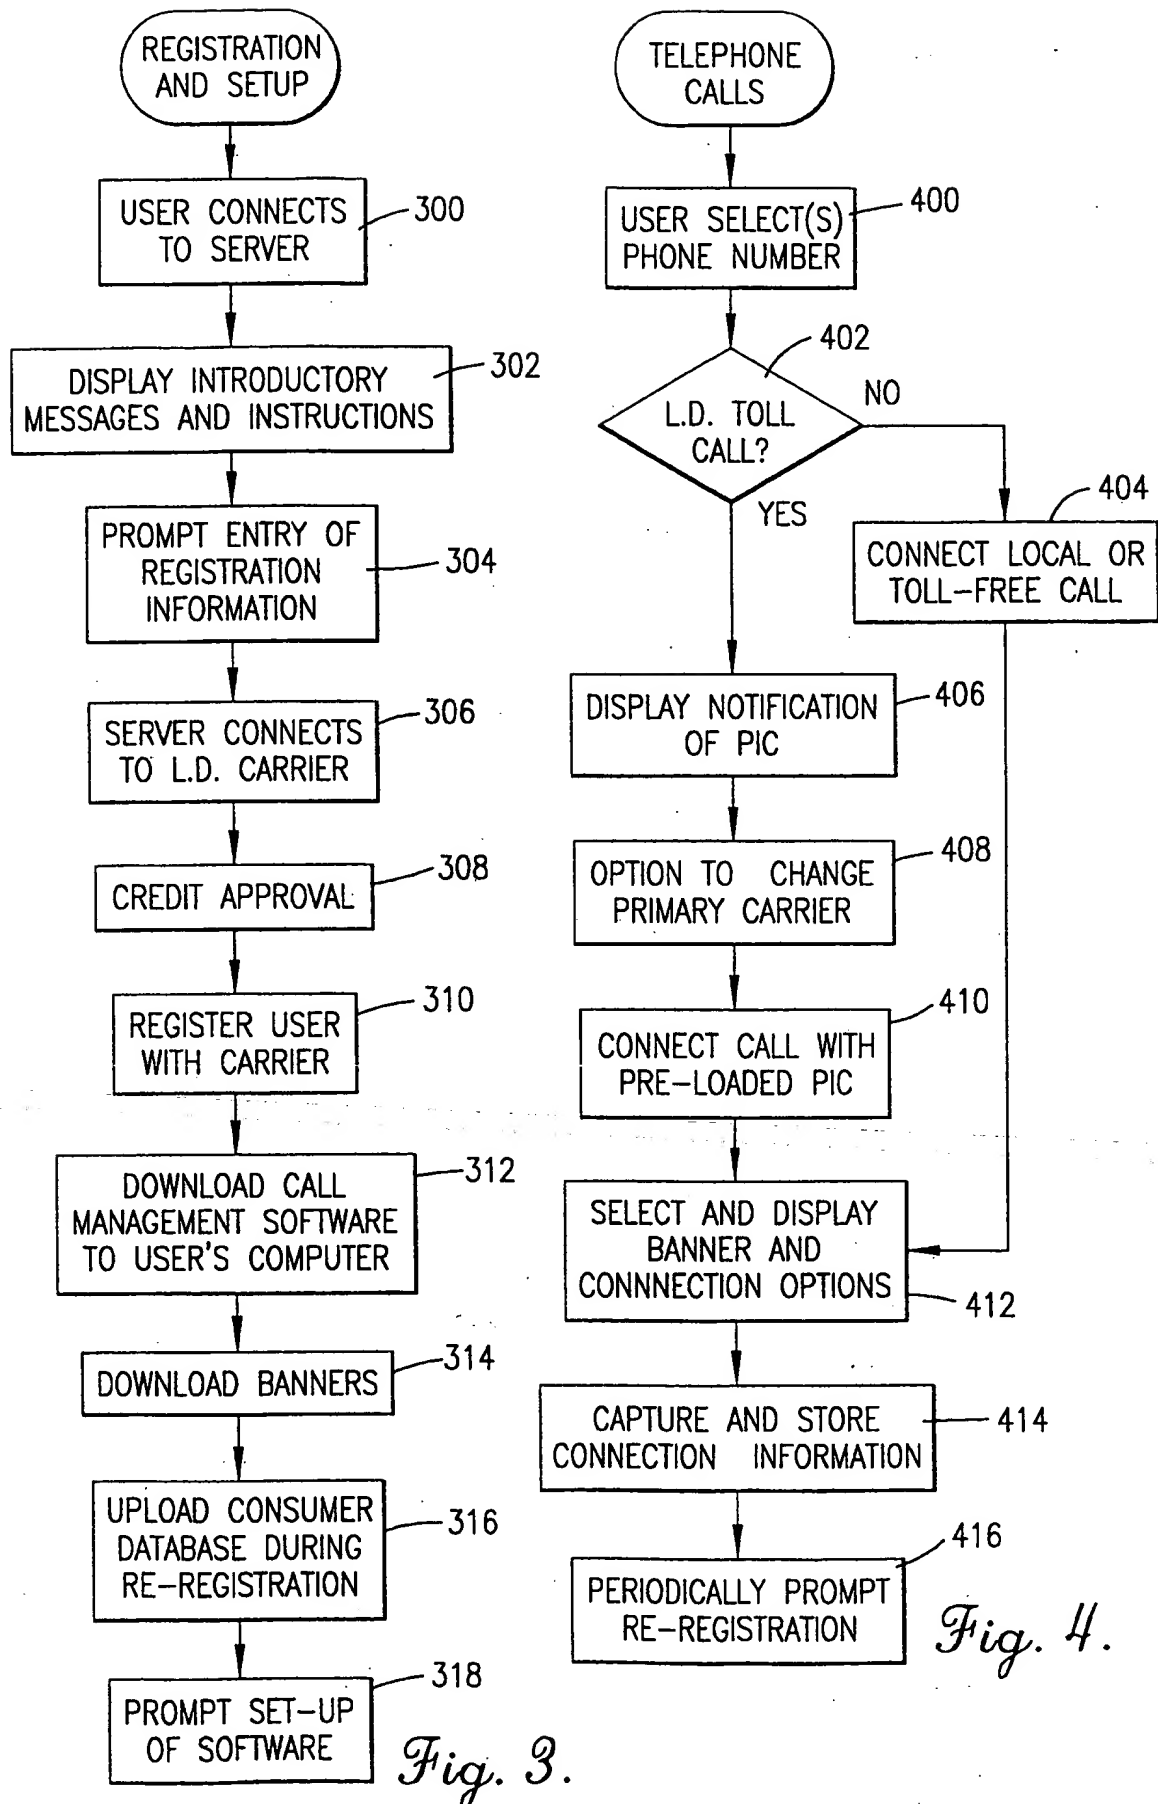 REGISTRATION
AND SETUP
USER CONNECTS
TO SERVER
300
DISPLAY INTRODUCTORY
MESSAGES AND INSTRUCTIONS
302
PROMPT ENTRY OF
REGISTRATION
INFORMATION
304
SERVER CONNECTS
TO L.D. CARRIER
306
CREDIT APPROVAL
308
REGISTER USER
WITH CARRIER
310
DOWNLOAD CALL
MANAGEMENT SOFTWARE
TO USER'S COMPUTER
312
DOWNLOAD BANNERS
314
UPLOAD CONSUMER
DATABASE DURING
RE-REGISTRATION
316
PROMPT SET-UP
OF SOFTWARE
318
Fig. 3.
TELEPHONE
CALLS
USER SELECT(S)
PHONE NUMBER
400
L.D. TOLL
CALL?
402
NO
YES
CONNECT LOCAL OR
TOLL-FREE CALL
404
DISPLAY NOTIFICATION
OF PIC
406
OPTION TO CHANGE
PRIMARY CARRIER
408
CONNECT CALL WITH
PRE-LOADED PIC
410
SELECT AND DISPLAY
BANNER AND
CONNNECTION OPTIONS
412
CAPTURE AND STORE
CONNECTION INFORMATION
414
PERIODICALLY PROMPT
RE-REGISTRATION
416
Fig. 4.